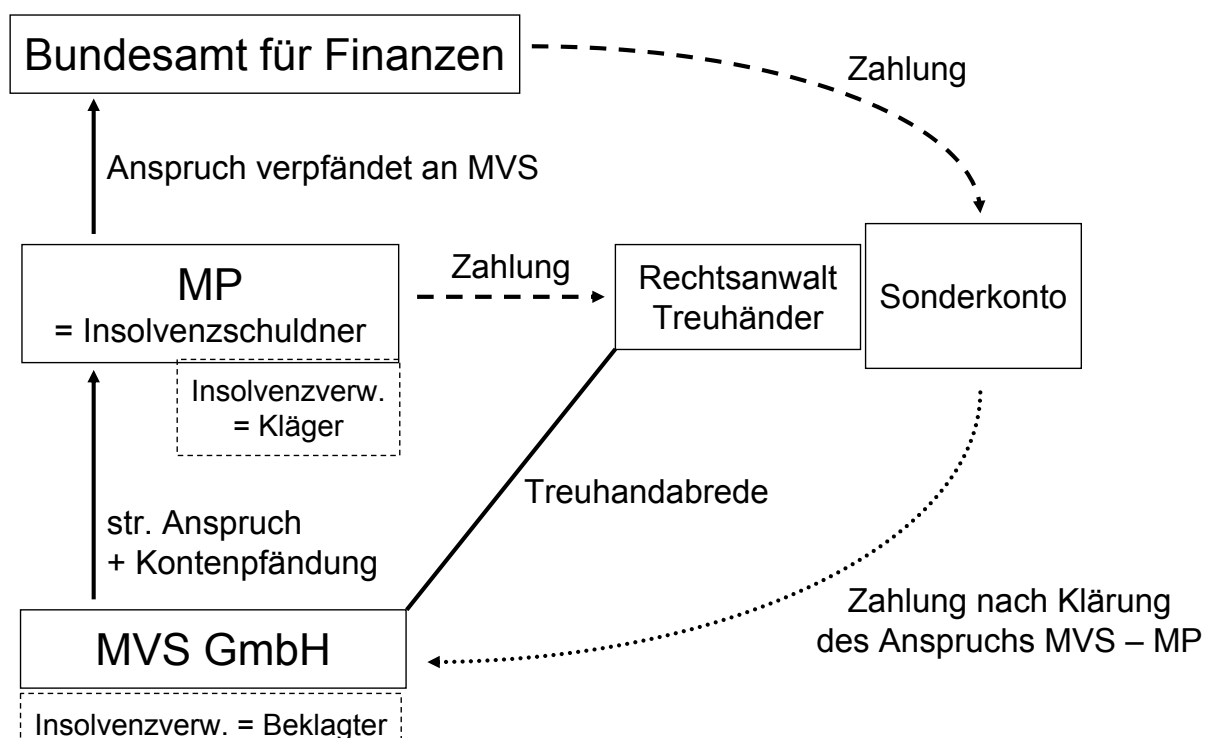 Bundesamt für Finanzen
Zahlung
Anspruch verpfändet an MVS
MP
= Insolvenzschuldner
Zahlung
Rechtsanwalt
Treuhänder
Sonderkonto
Insolvenzverw.
= Kläger
Treuhandabrede
str. Anspruch
+ Kontenpfändung
Zahlung nach Klärung
des Anspruchs MVS – MP
MVS GmbH
Insolvenzverw. = Beklagter